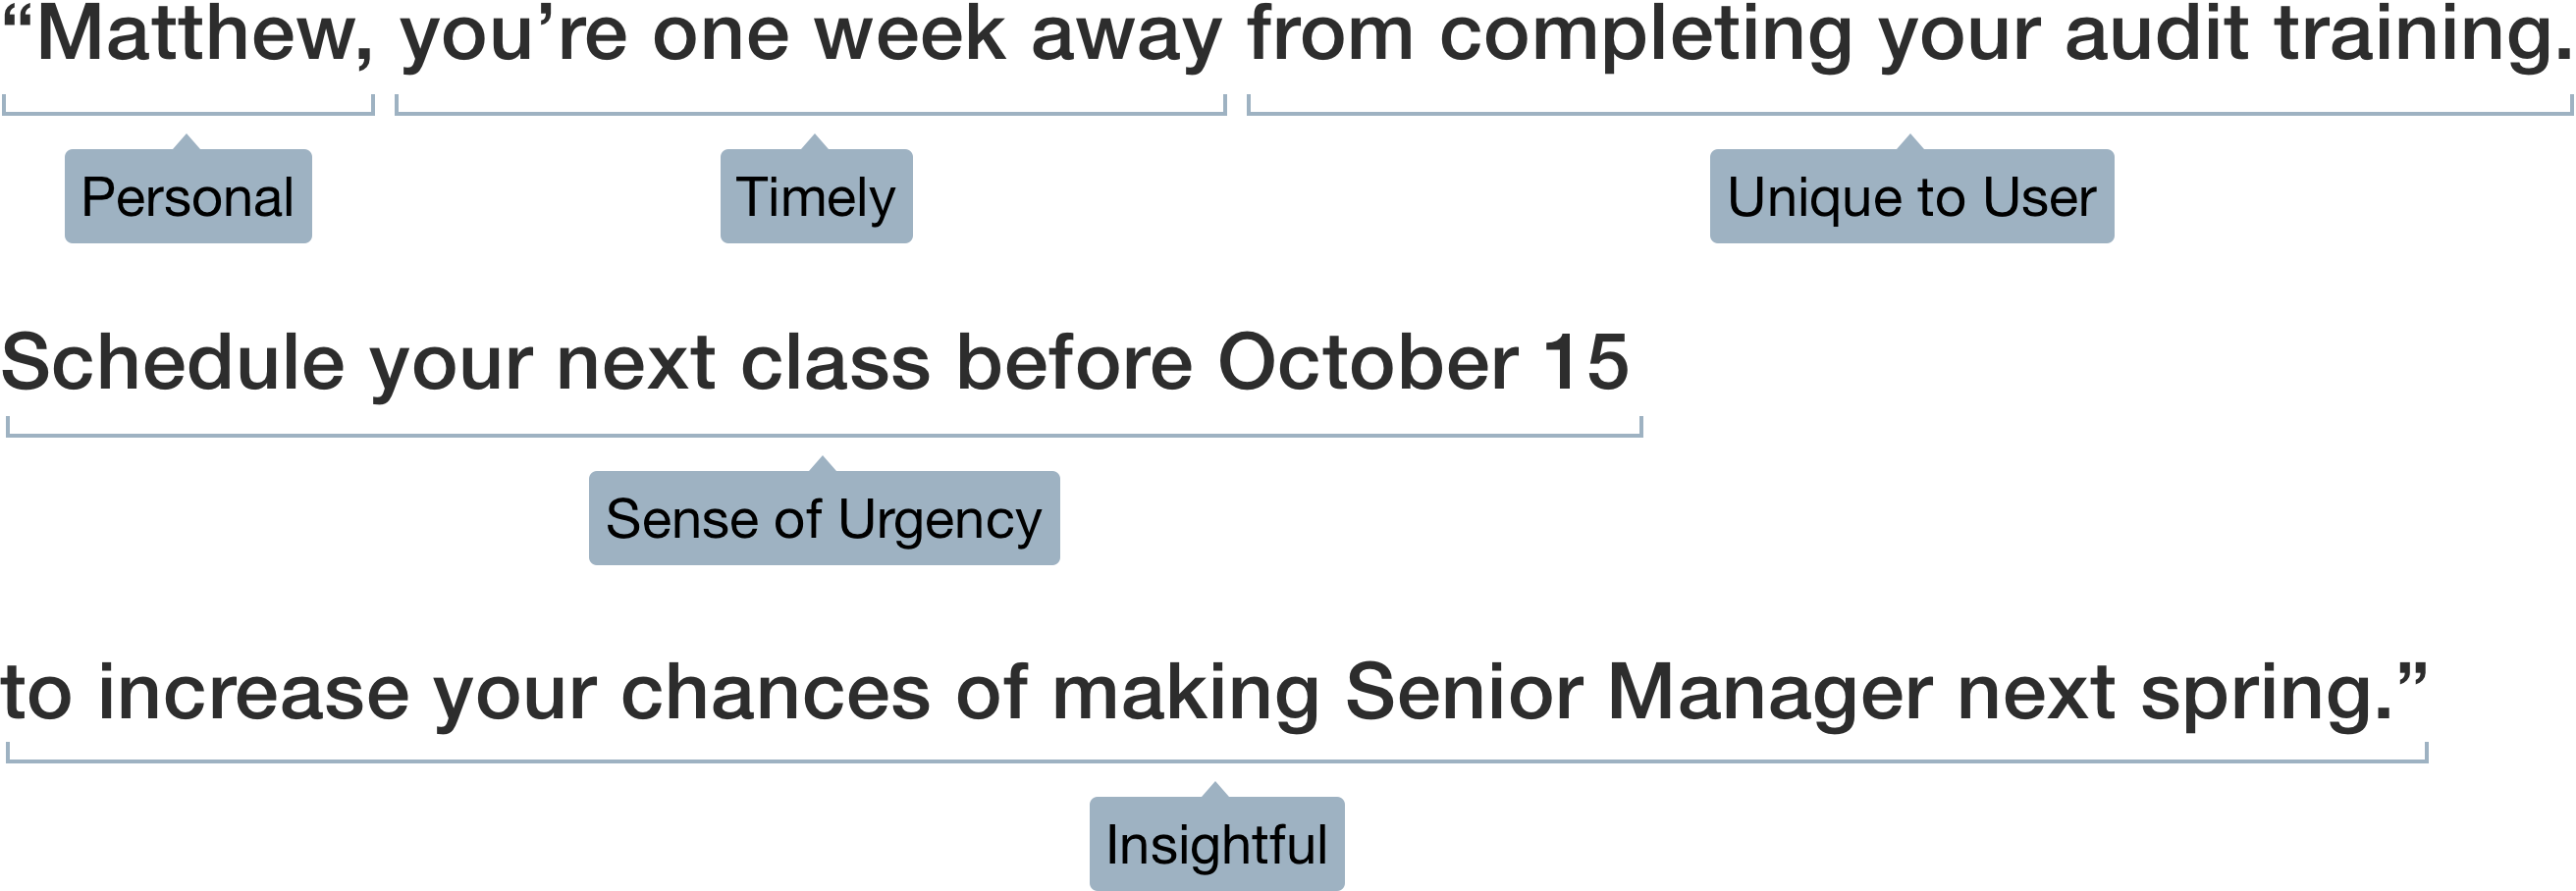 “Matthew, you’re one week away from completing your audit training.
Personal Timely Unique to User
Schedule your next class before October 15
Sense of Urgency
to increase your chances of making Senior Manager next spring.”
Insightful